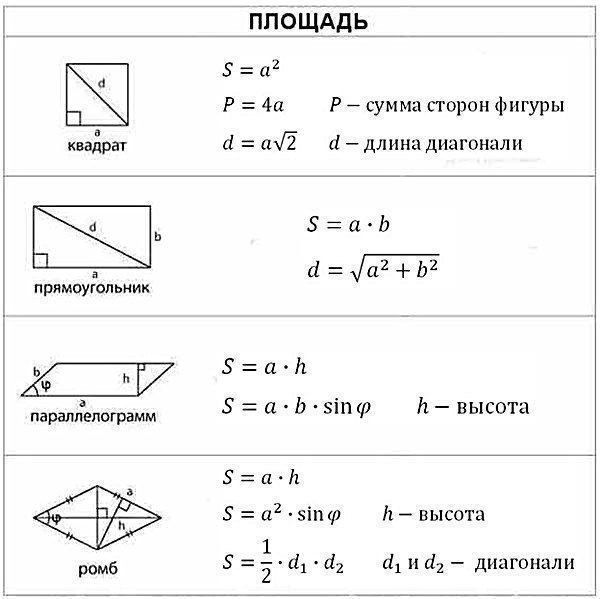 ПЛОЩАДЬ
d
a
квадрат
S = a²
P = 4a P − сумма сторон фигуры
d = a√2 d − длина диагонали
d
b
a
прямоугольник
S = a · b
d = √(a² + b²)
b
φ
h
a
параллелограмм
S = a · h
S = a · b · sin φ h − высота
a
φ
h
ромб
S = a · h
S = a² · sin φ h − высота
S = 1/2 · d₁ · d₂ d₁ и d₂ − диагонали